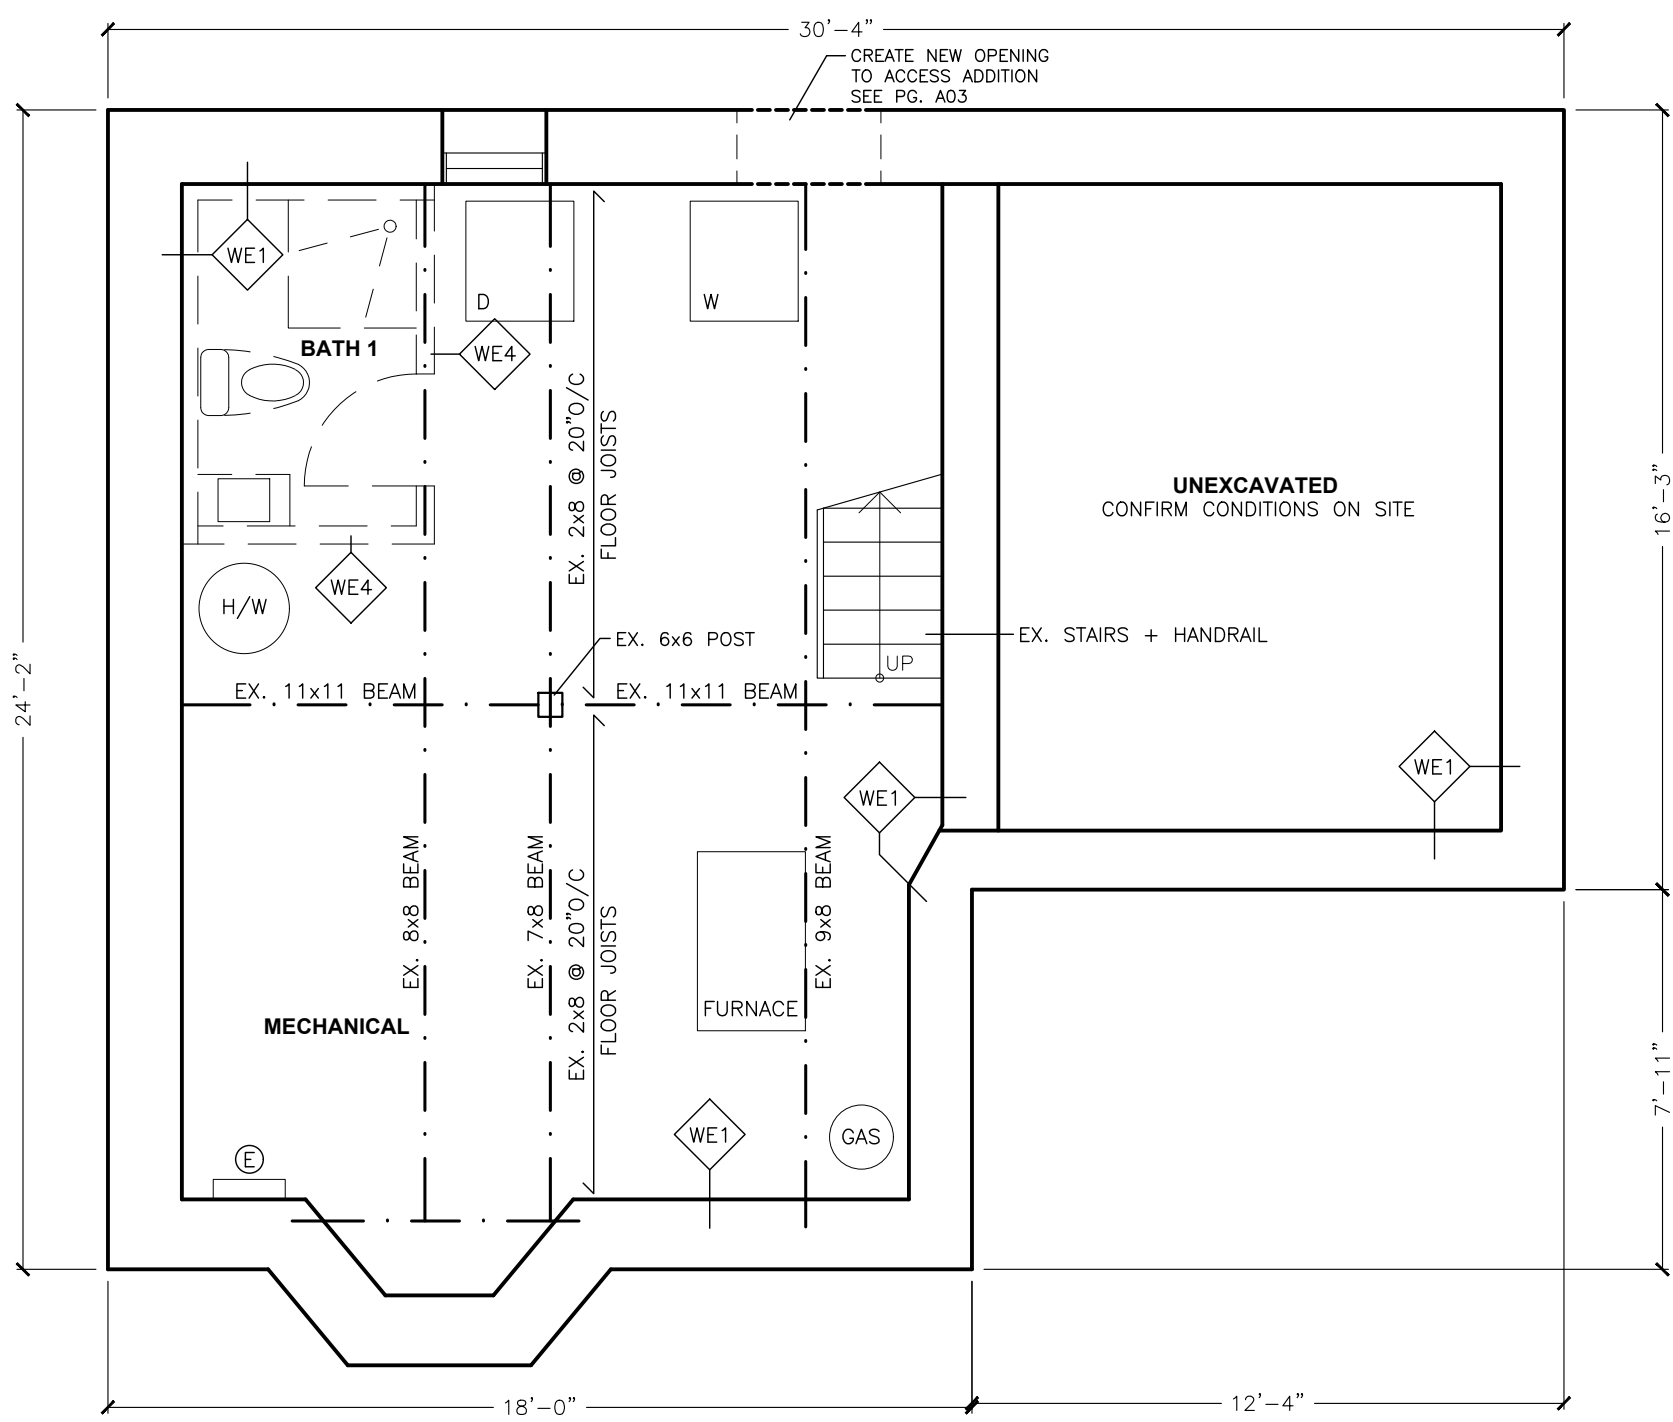 30'-4"
CREATE NEW OPENING
TO ACCESS ADDITION
SEE PG. A03
WE1
D
W
BATH 1
WE4
EX. 2x8 @ 20"O/C
FLOOR JOISTS
UNEXCAVATED
CONFIRM CONDITIONS ON SITE
16'-3"
H/W
WE4
EX. 6x6 POST
EX. STAIRS + HANDRAIL
UP
24'-2"
EX. 11x11 BEAM
EX. 11x11 BEAM
WE1
WE1
EX. 8x8 BEAM
EX. 7x8 BEAM
EX. 2x8 @ 20"O/C
FLOOR JOISTS
EX. 9x8 BEAM
FURNACE
MECHANICAL
7'-11"
WE1
GAS
E
18'-0"
12'-4"